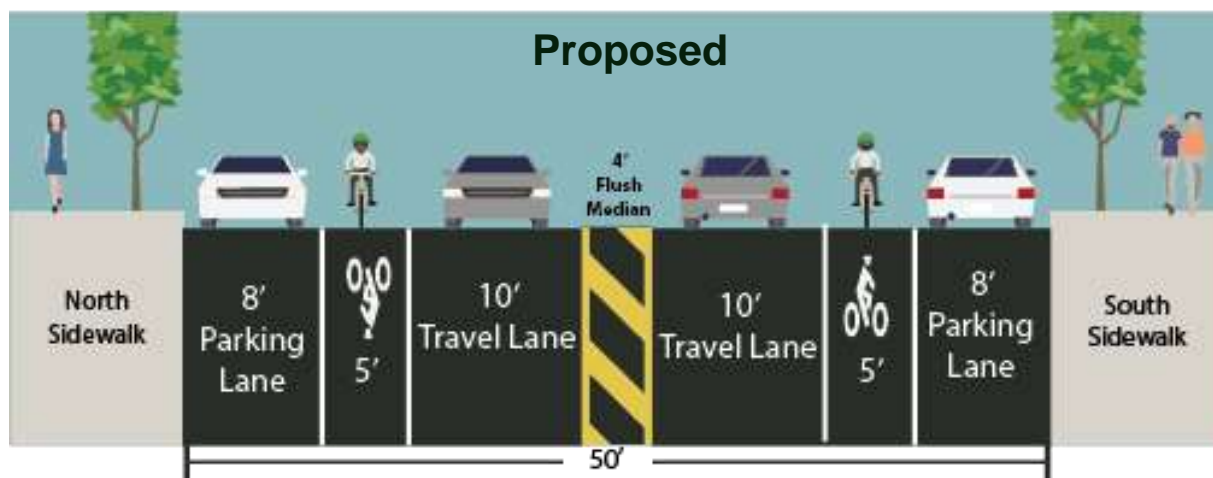 Proposed
4′
Flush
Median
North
Sidewalk
8′
Parking
Lane
5′
10′
Travel Lane
10′
Travel Lane
5′
8′
Parking
Lane
South
Sidewalk
50′